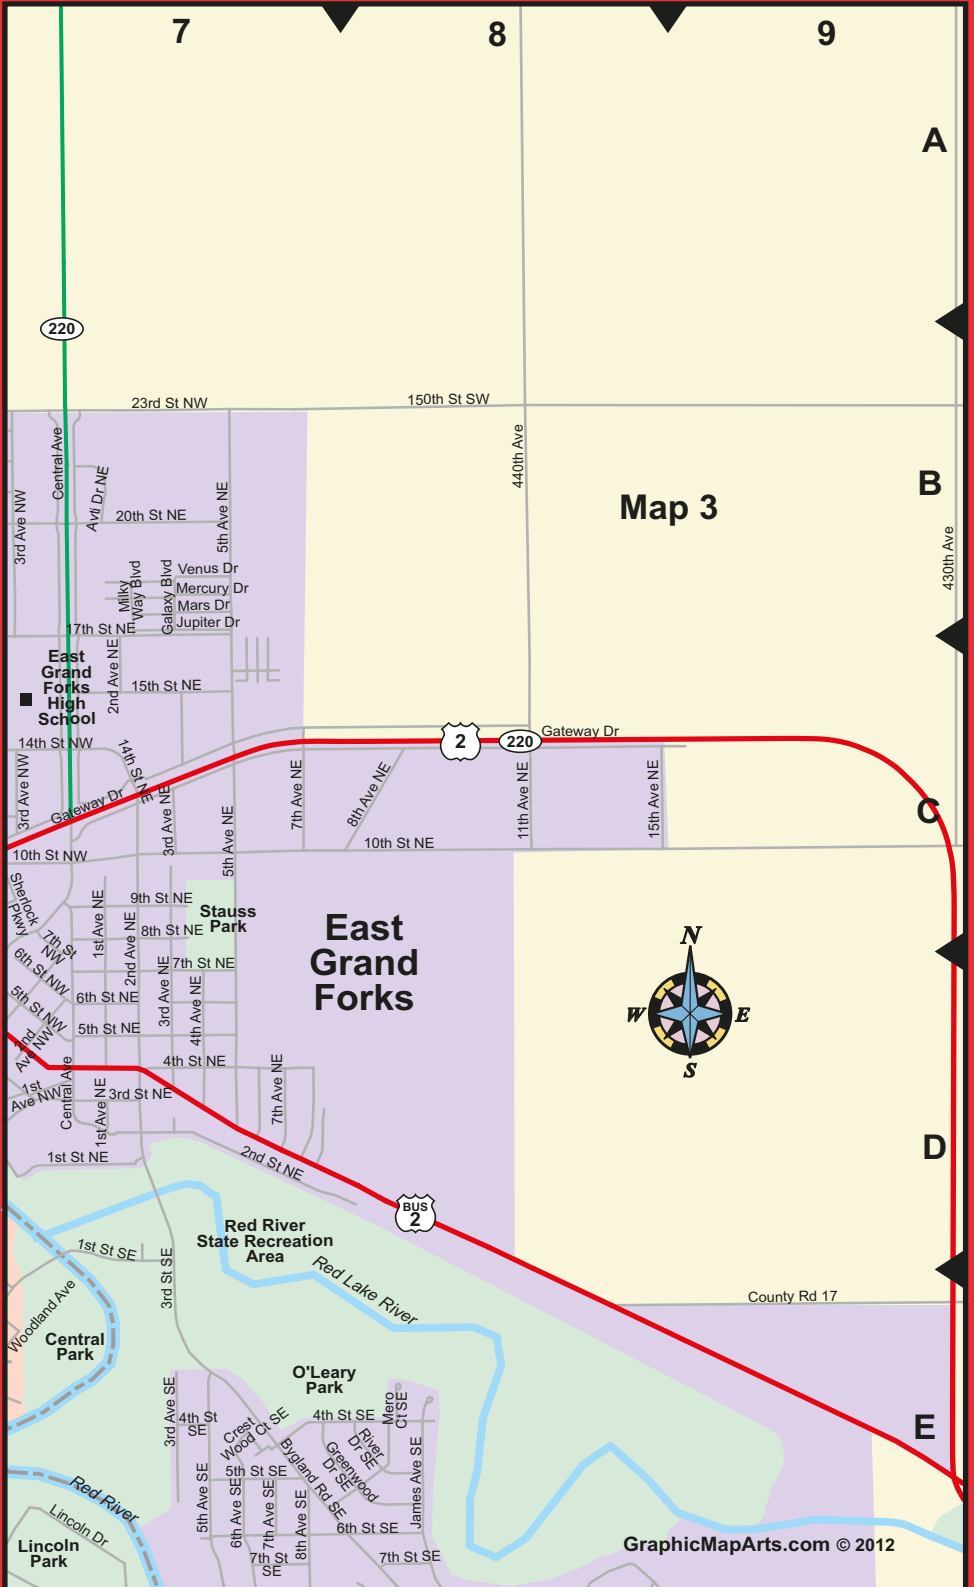 7
8
9
A
220
23rd St NW
150th St SW
Central Ave
Avti Dr NE
3rd Ave NW
20th St NE
5th Ave NE
440th Ave
B
Map 3
430th Ave
Venus Dr
Milky
Way Blvd
Galaxy Blvd
Mercury Dr
Mars Dr
Jupiter Dr
17th St NE
East
Grand
Forks
High
School
2nd Ave NE
15th St NE
14th St NW
14th St NE
3rd Ave NW
Gateway Dr
3rd Ave NE
5th Ave NE
7th Ave NE
8th Ave NE
2
220
Gateway Dr
11th Ave NE
15th Ave NE
C
10th St NW
10th St NE
Sherlock
Pkwy
9th St NE
Stauss
Park
1st Ave NE
2nd Ave NE
8th St NE
7th St
NW
6th St NW
7th St NE
3rd Ave NE
4th Ave NE
5th St NW
6th St NE
5th St NE
2nd
Ave NW
East
Grand
Forks
N
W
E
S
4th St NE
Central Ave
1st
Ave NW
1st Ave NE
3rd St NE
7th Ave NE
D
1st St NE
2nd St NE
BUS
2
Red River
State Recreation
Area
1st St SE
3rd St SE
Red Lake River
Woodland Ave
Central
Park
County Rd 17
O'Leary
Park
3rd Ave SE
4th St
SE
Crest
Wood Ct SE
4th St SE
Mero
Ct SE
River
Dr SE
Greenwood
Dr SE
Bygland Rd SE
James Ave SE
E
5th St SE
5th Ave SE
6th Ave SE
7th Ave SE
8th Ave SE
6th St SE
7th St
SE
7th St SE
Red River
Lincoln Dr
Lincoln
Park
GraphicMapArts.com © 2012